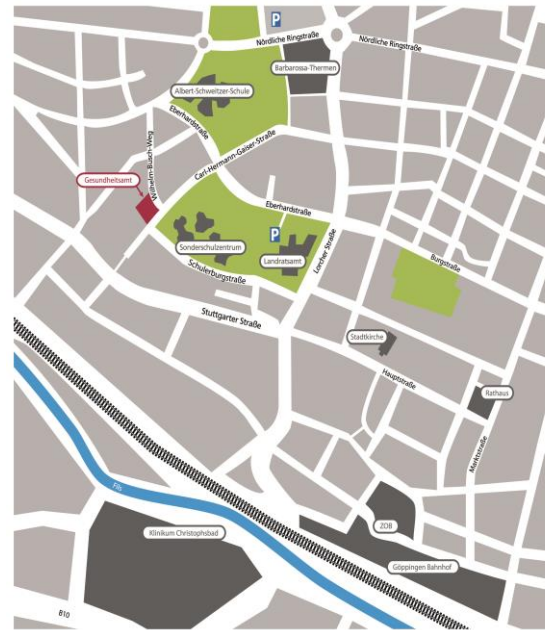 P
Nördliche Ringstraße
Nördliche Ringstraße
Barbarossa-Thermen
Albert-Schweitzer-Schule
Eberhardstraße
Wilhelm-Busch-Weg
Carl-Hermann-Gaiser-Straße
Gesundheitsamt
Eberhardstraße
P
Sonderschulzentrum
Landratsamt
Lorcher Straße
Burgstraße
Schulerburgstraße
Stuttgarter Straße
Stadtkirche
Hauptstraße
Rathaus
Marktstraße
Fils
ZOB
Klinikum Christophsbad
Göppingen Bahnhof
B10